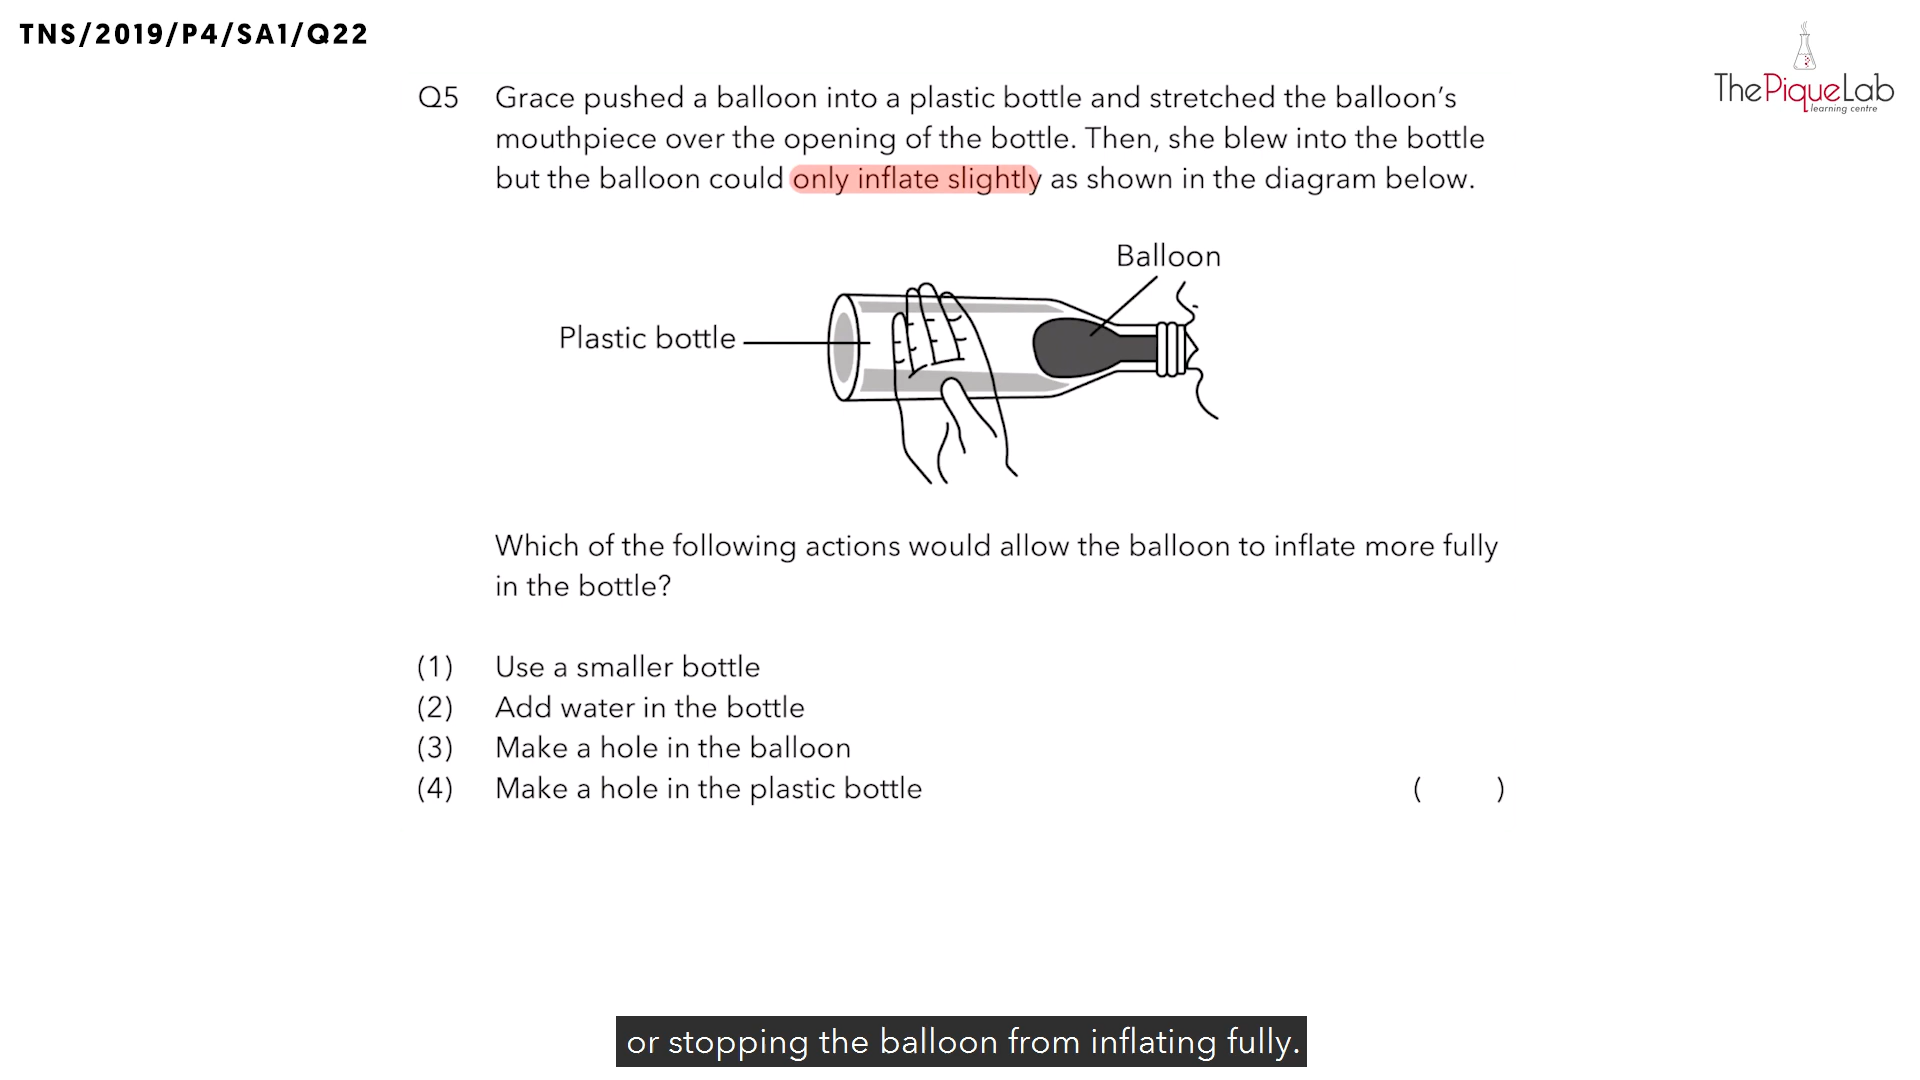 TNS/2019/P4/SA1/Q22
ThePiqueLab
learning centre
Q5 Grace pushed a balloon into a plastic bottle and stretched the balloon’s
mouthpiece over the opening of the bottle. Then, she blew into the bottle
but the balloon could only inflate slightly as shown in the diagram below.
Balloon
Plastic bottle
Which of the following actions would allow the balloon to inflate more fully
in the bottle?
(1) Use a smaller bottle
(2) Add water in the bottle
(3) Make a hole in the balloon
(4) Make a hole in the plastic bottle ( )
or stopping the balloon from inflating fully.